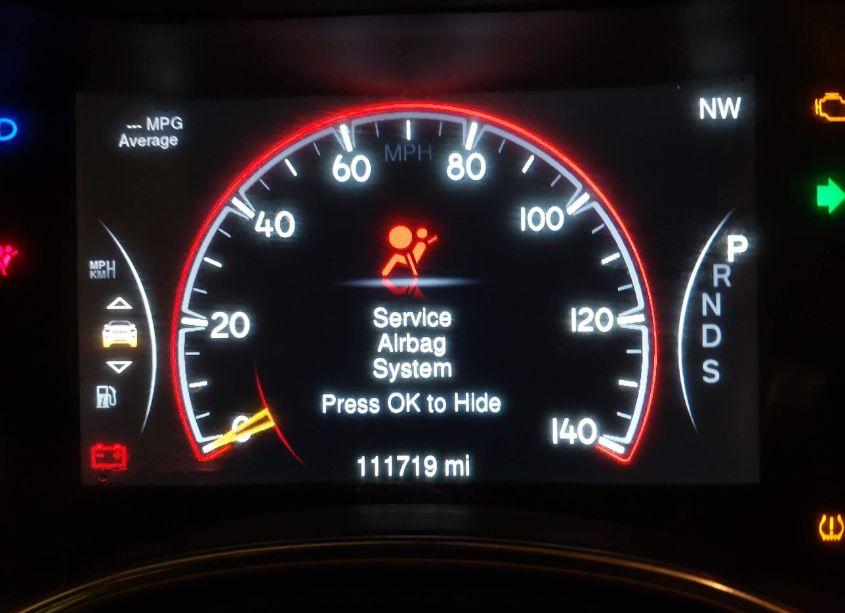 --- MPG
Average
NW
60
MPH
80
40
100
MPH
KMH
P
R
N
D
S
20
120
Service
Airbag
System
Press OK to Hide
0
140
111719 mi